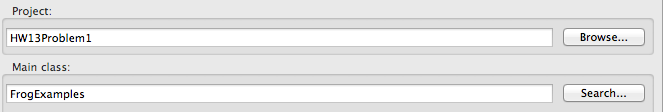 Project:
HW13Problem1 Browse...
Main class:
FrogExamples Search...